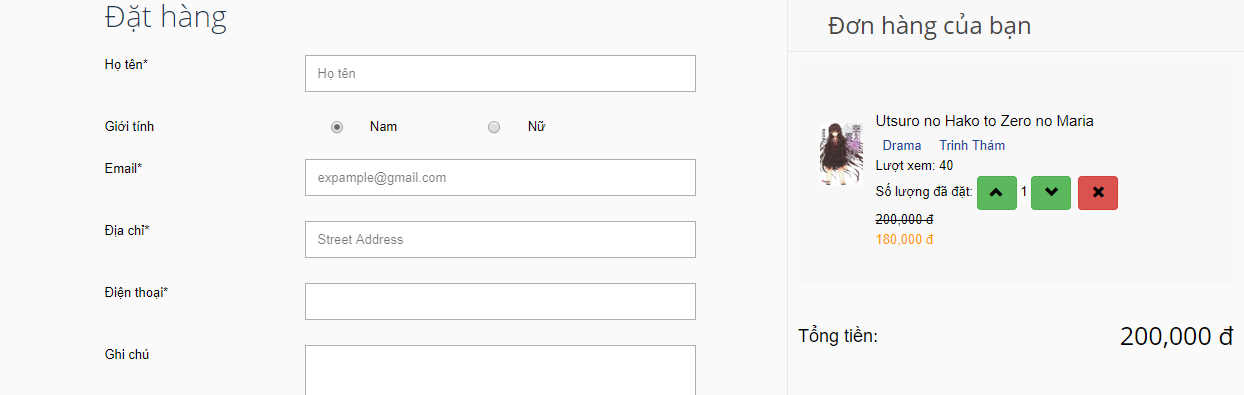 Đặt hàng
Họ tên*
Họ tên
Giới tính
Nam
Nữ
Email*
expample@gmail.com
Địa chỉ*
Street Address
Điện thoại*
Ghi chú
Đơn hàng của bạn
Utsuro no Hako to Zero no Maria
Drama Trinh Thám
Lượt xem: 40
Số lượng đã đặt: 1
200,000 đ
180,000 đ
Tổng tiền: 200,000 đ